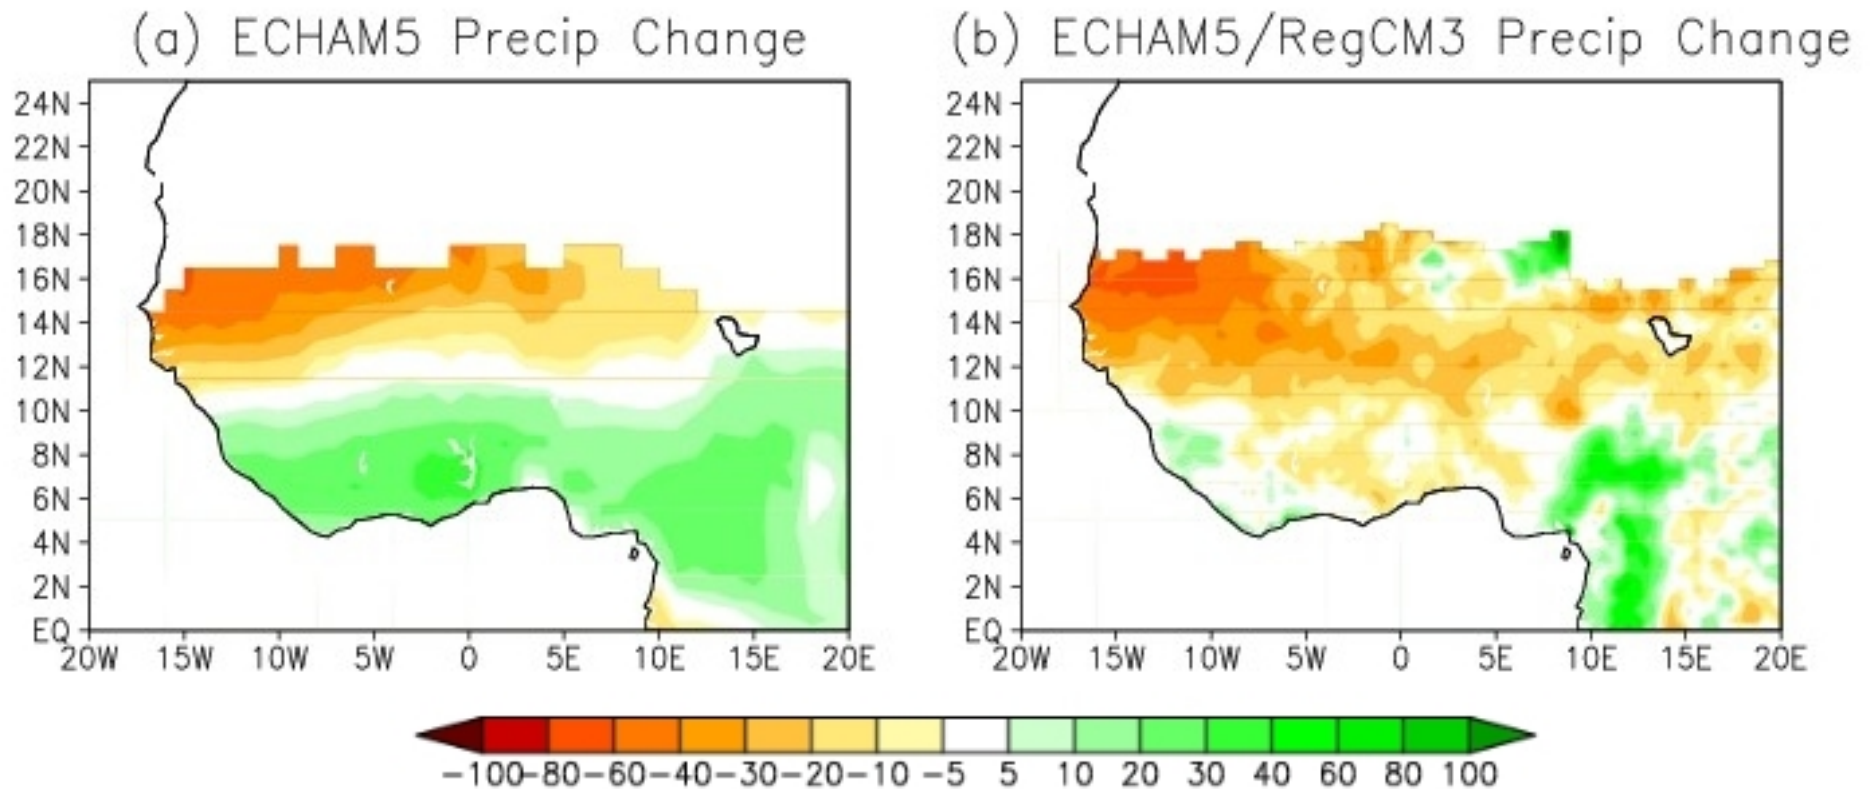 (a) ECHAM5 Precip Change
(b) ECHAM5/RegCM3 Precip Change
24N
22N
20N
18N
16N
14N
12N
10N
8N
6N
4N
2N
EQ
20W 15W 10W 5W 0 5E 10E 15E 20E
24N
22N
20N
18N
16N
14N
12N
10N
8N
6N
4N
2N
EQ
20W 15W 10W 5W 0 5E 10E 15E 20E
-100 -80 -60 -40 -30 -20 -10 -5 5 10 20 30 40 60 80 100